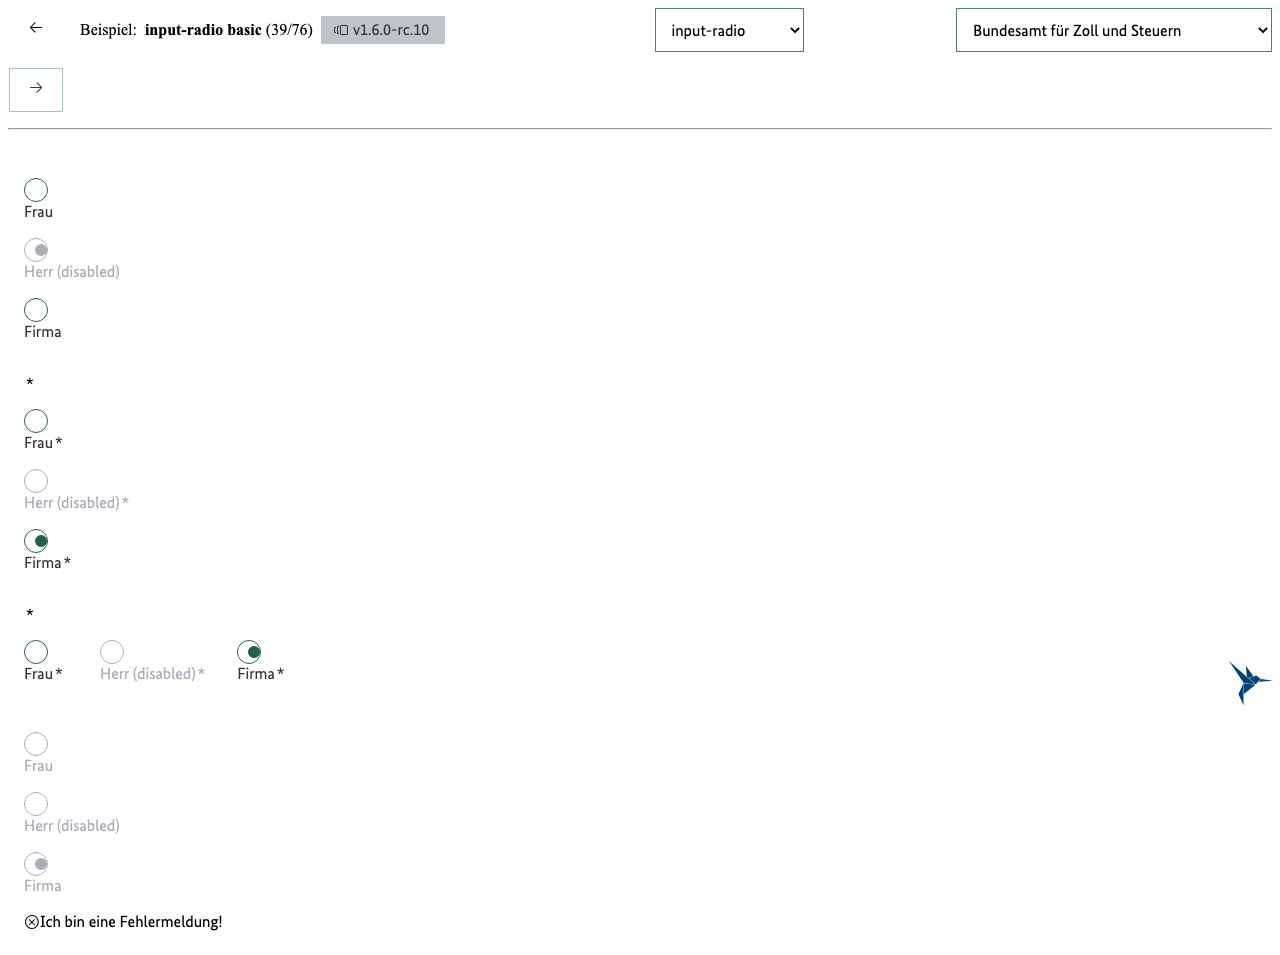 Beispiel: input-radio basic (39/76) v1.6.0-rc.10 input-radio Bundesamt für Zoll und Steuern
Frau
Herr (disabled)
Firma
*
Frau*
Herr (disabled)*
Firma*
*
Frau* Herr (disabled)* Firma*
Frau
Herr (disabled)
Firma
Ich bin eine Fehlermeldung!